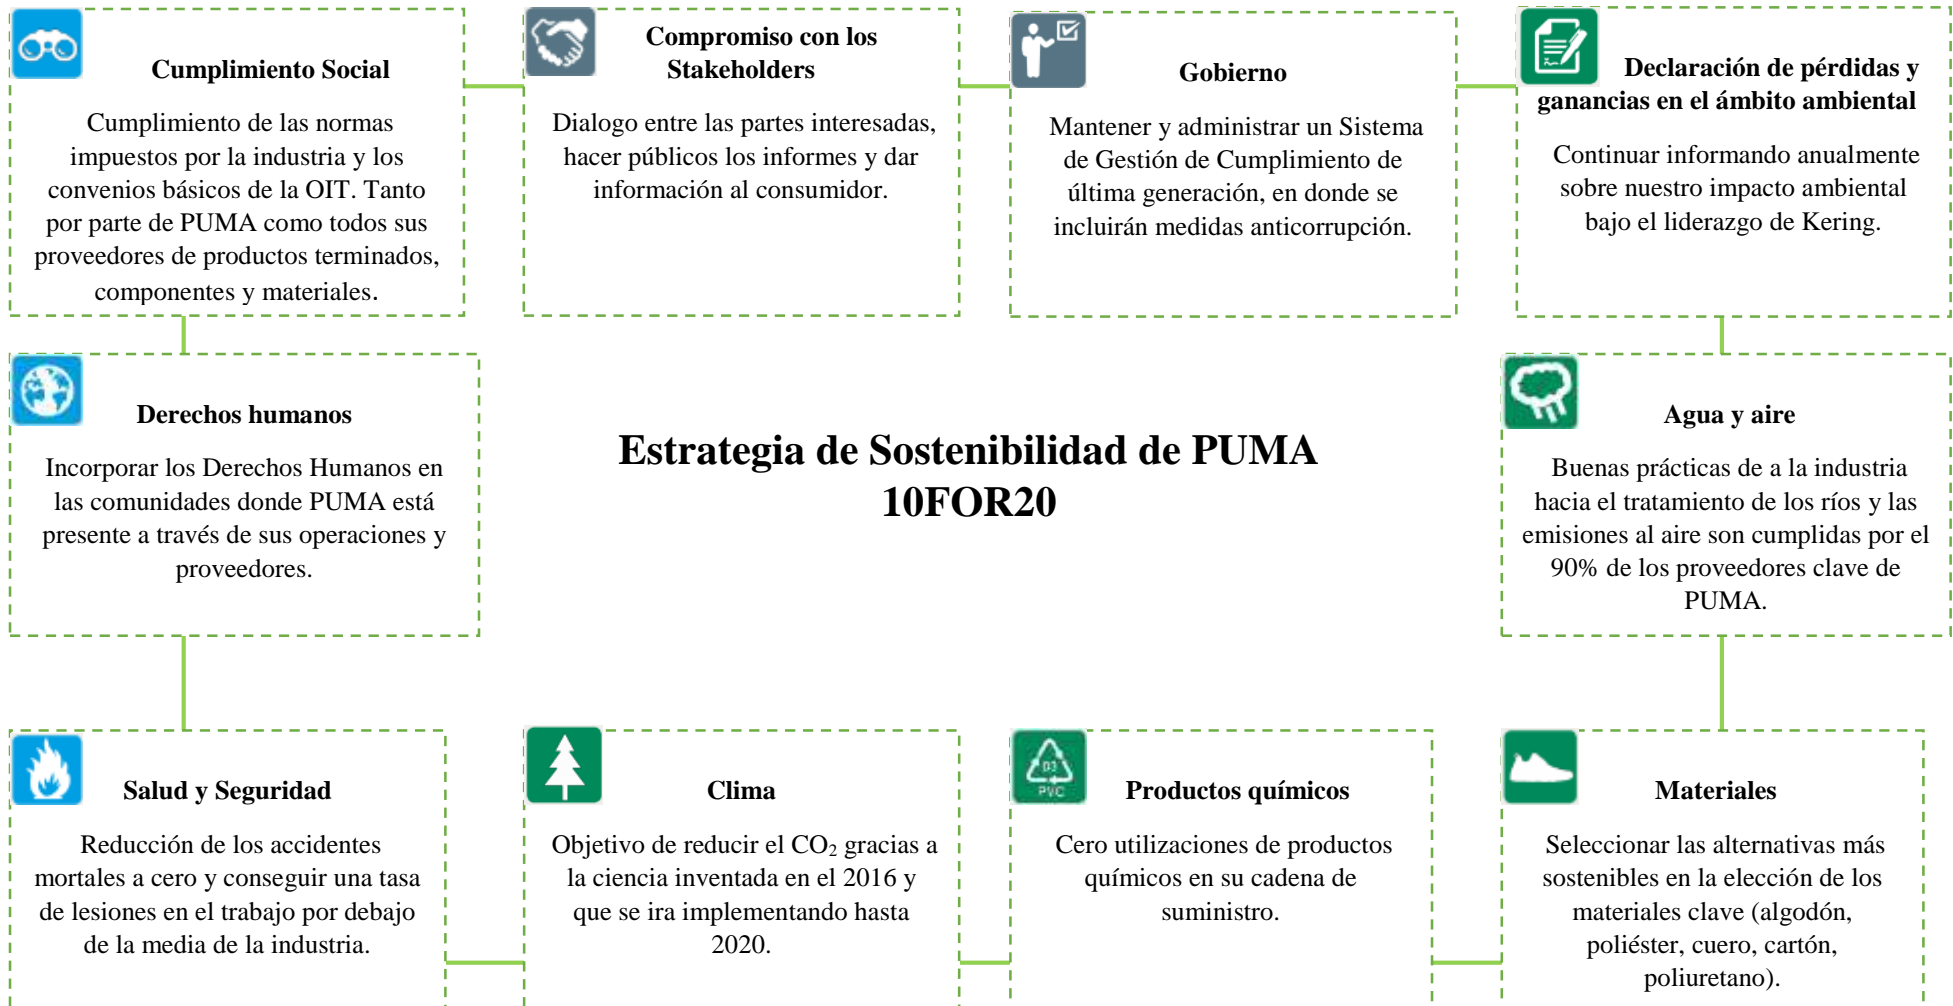 Cumplimiento Social
Cumplimiento de las normas
impuestos por la industria y los
convenios básicos de la OIT. Tanto
por parte de PUMA como todos sus
proveedores de productos terminados,
componentes y materiales.
Compromiso con los
Stakeholders
Dialogo entre las partes interesadas,
hacer públicos los informes y dar
información al consumidor.
Gobierno
Mantener y administrar un Sistema
de Gestión de Cumplimiento de
última generación, en donde se
incluirán medidas anticorrupción.
Declaración de pérdidas y
ganancias en el ámbito ambiental
Continuar informando anualmente
sobre nuestro impacto ambiental
bajo el liderazgo de Kering.
Derechos humanos
Incorporar los Derechos Humanos en
las comunidades donde PUMA está
presente a través de sus operaciones y
proveedores.
Estrategia de Sostenibilidad de PUMA
10FOR20
Agua y aire
Buenas prácticas de a la industria
hacia el tratamiento de los ríos y las
emisiones al aire son cumplidas por el
90% de los proveedores clave de
PUMA.
Salud y Seguridad
Reducción de los accidentes
mortales a cero y conseguir una tasa
de lesiones en el trabajo por debajo
de la media de la industria.
Clima
Objetivo de reducir el CO₂ gracias a
la ciencia inventada en el 2016 y
que se ira implementando hasta
2020.
03
PVC
Productos químicos
Cero utilizaciones de productos
químicos en su cadena de
suministro.
Materiales
Seleccionar las alternativas más
sostenibles en la elección de los
materiales clave (algodón,
poliéster, cuero, cartón,
poliuretano).